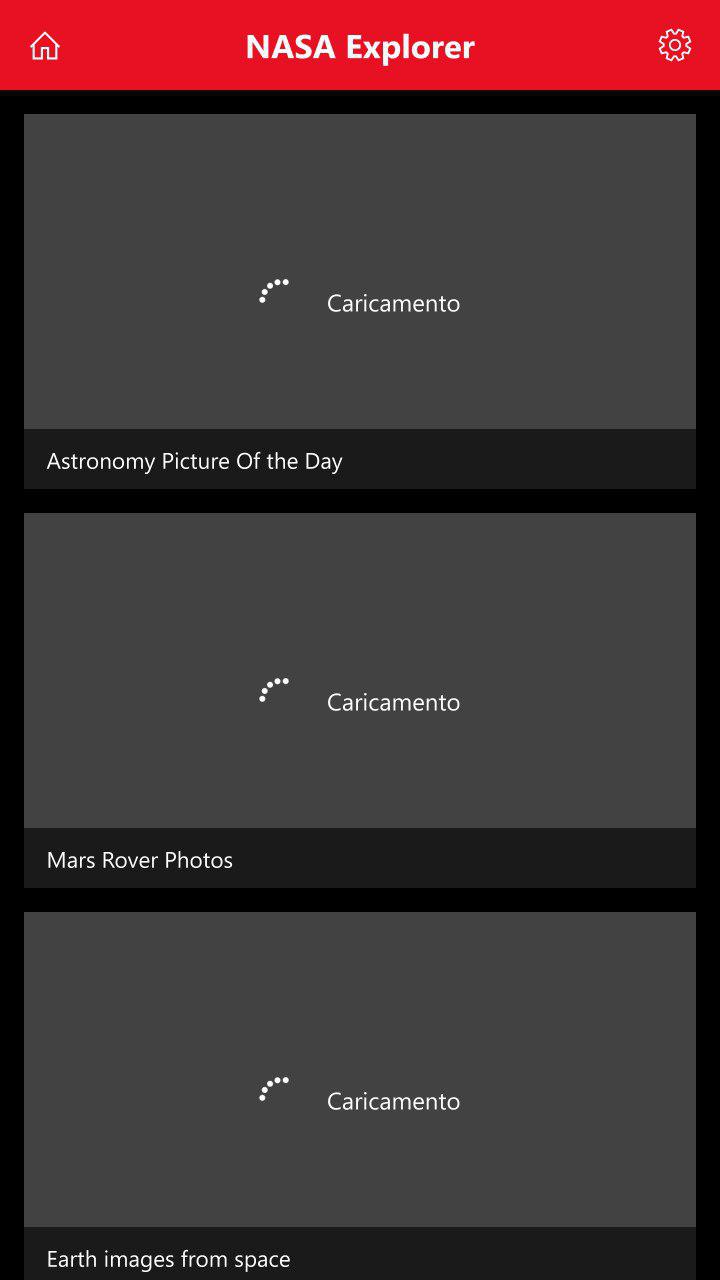 NASA Explorer
Caricamento
Astronomy Picture Of the Day
Caricamento
Mars Rover Photos
Caricamento
Earth images from space